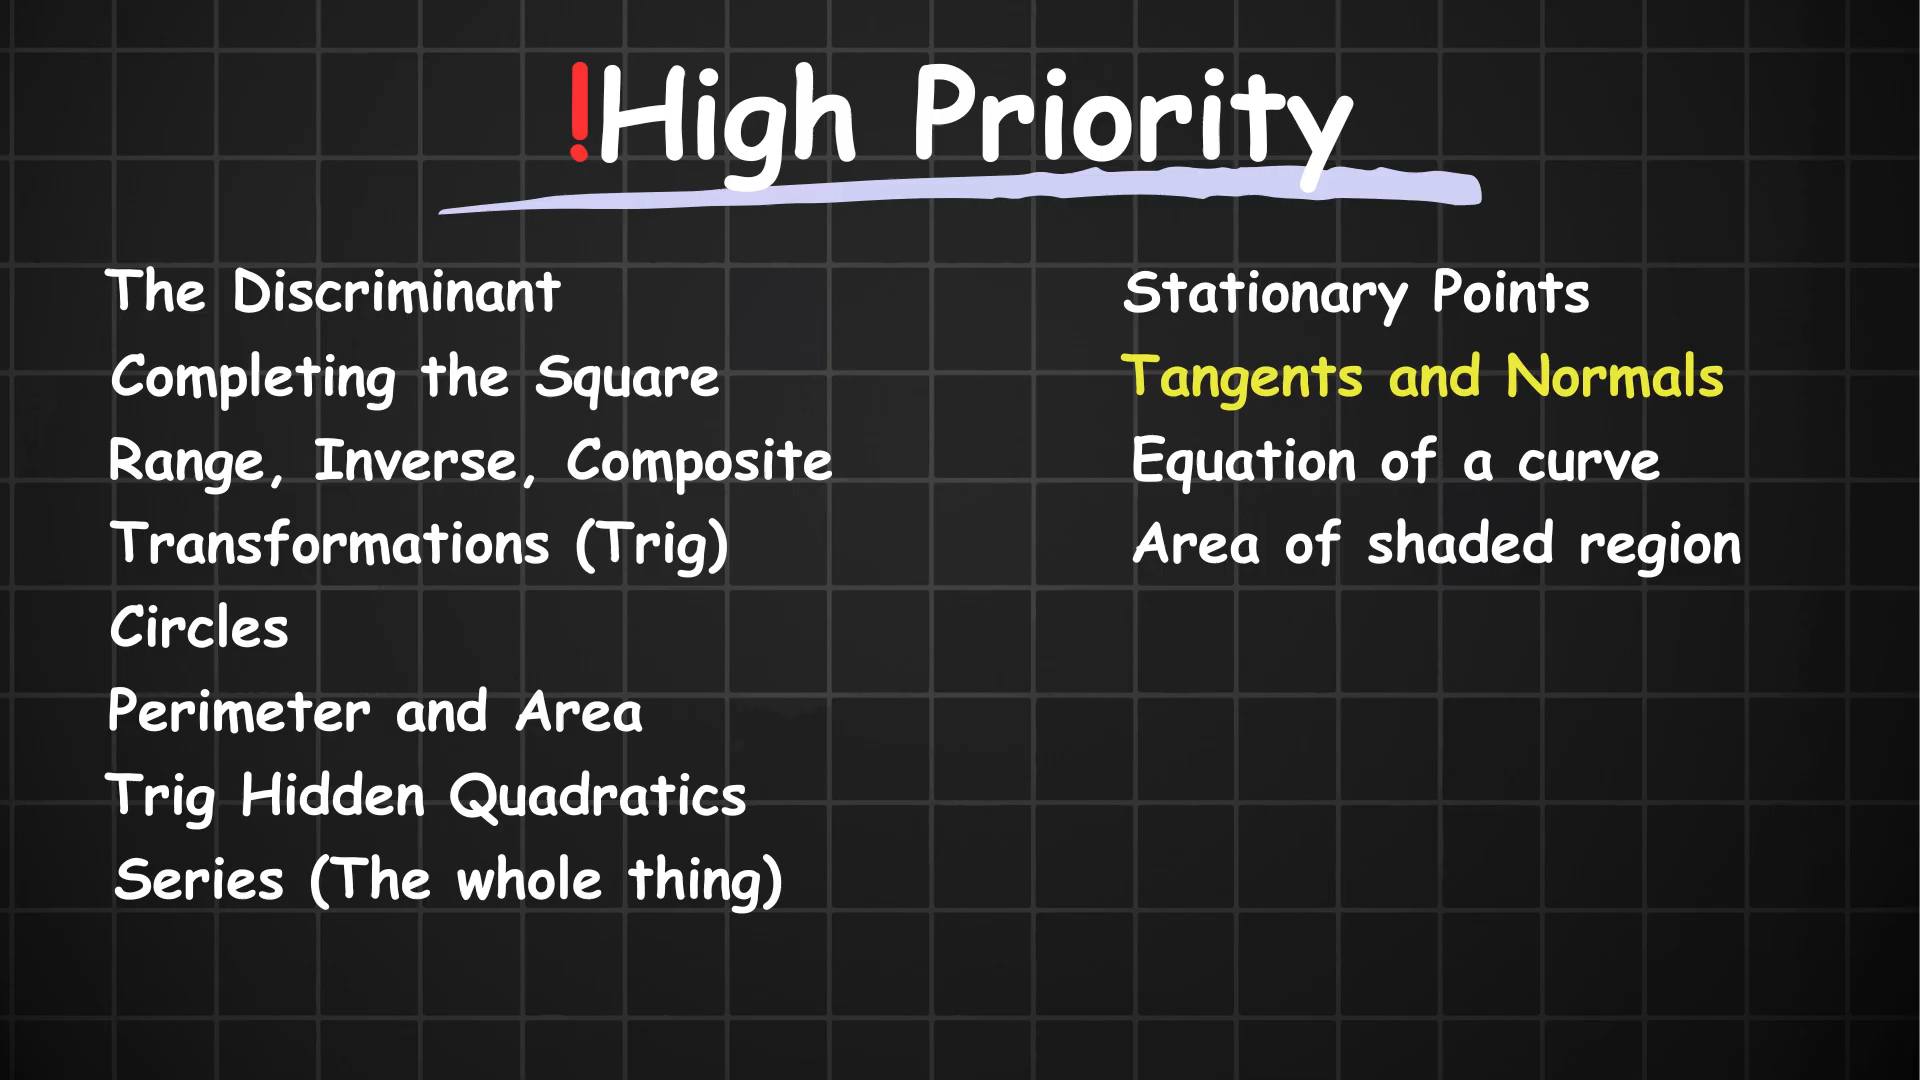 !High Priority
The Discriminant
Completing the Square
Range, Inverse, Composite
Transformations (Trig)
Circles
Perimeter and Area
Trig Hidden Quadratics
Series (The whole thing)
Stationary Points
Tangents and Normals
Equation of a curve
Area of shaded region